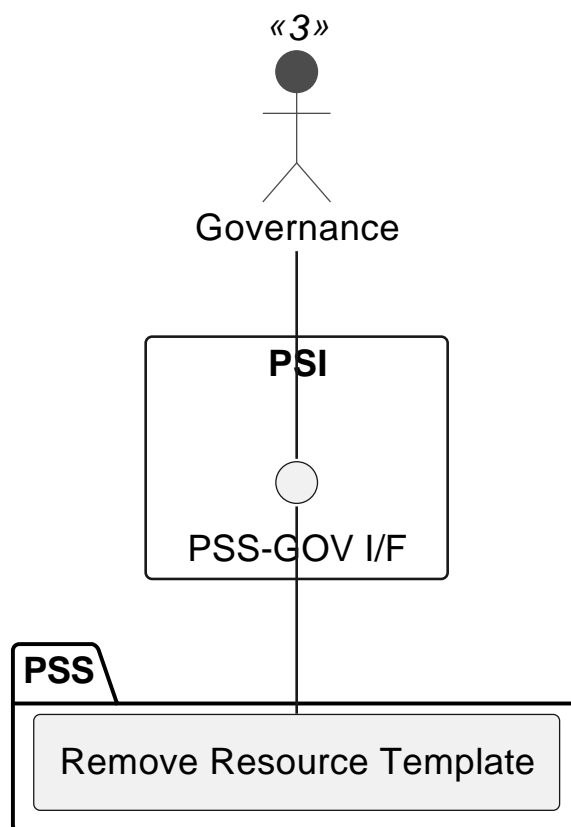 «3»
Governance
PSI
PSS-GOV I/F
PSS
Remove Resource Template